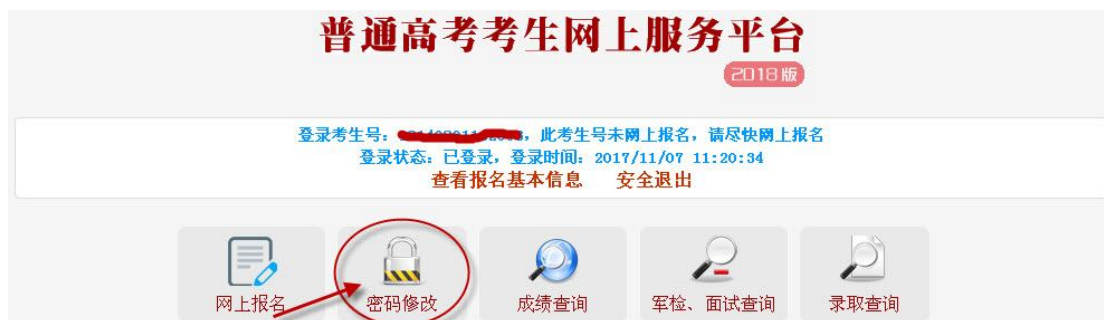 普通高考考生网上服务平台
2018版
登录考生号：，此考生号未网上报名，请尽快网上报名
登录状态：已登录，登录时间：2017/11/07 11:20:34
查看报名基本信息 安全退出
网上报名 密码修改 成绩查询 军检、面试查询 录取查询